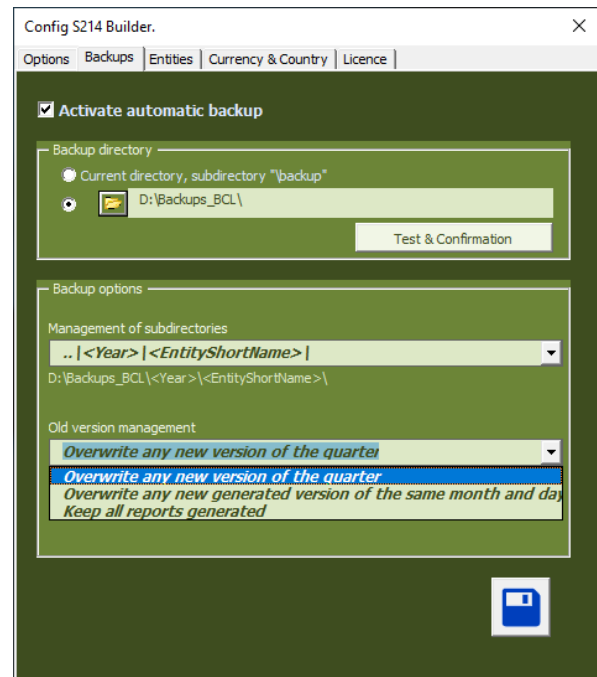 Config S214 Builder.
Options Backups Entities Currency & Country Licence
Activate automatic backup
Backup directory
Current directory, subdirectory "\backup"
D:\Backups_BCL\
Test & Confirmation
Backup options
Management of subdirectories
..|<Year>|<EntityShortName>|
D:\Backups_BCL\<Year>\<EntityShortName>\
Old version management
Overwrite any new version of the quarter
Overwrite any new version of the quarter
Overwrite any new generated version of the same month and day
Keep all reports generated